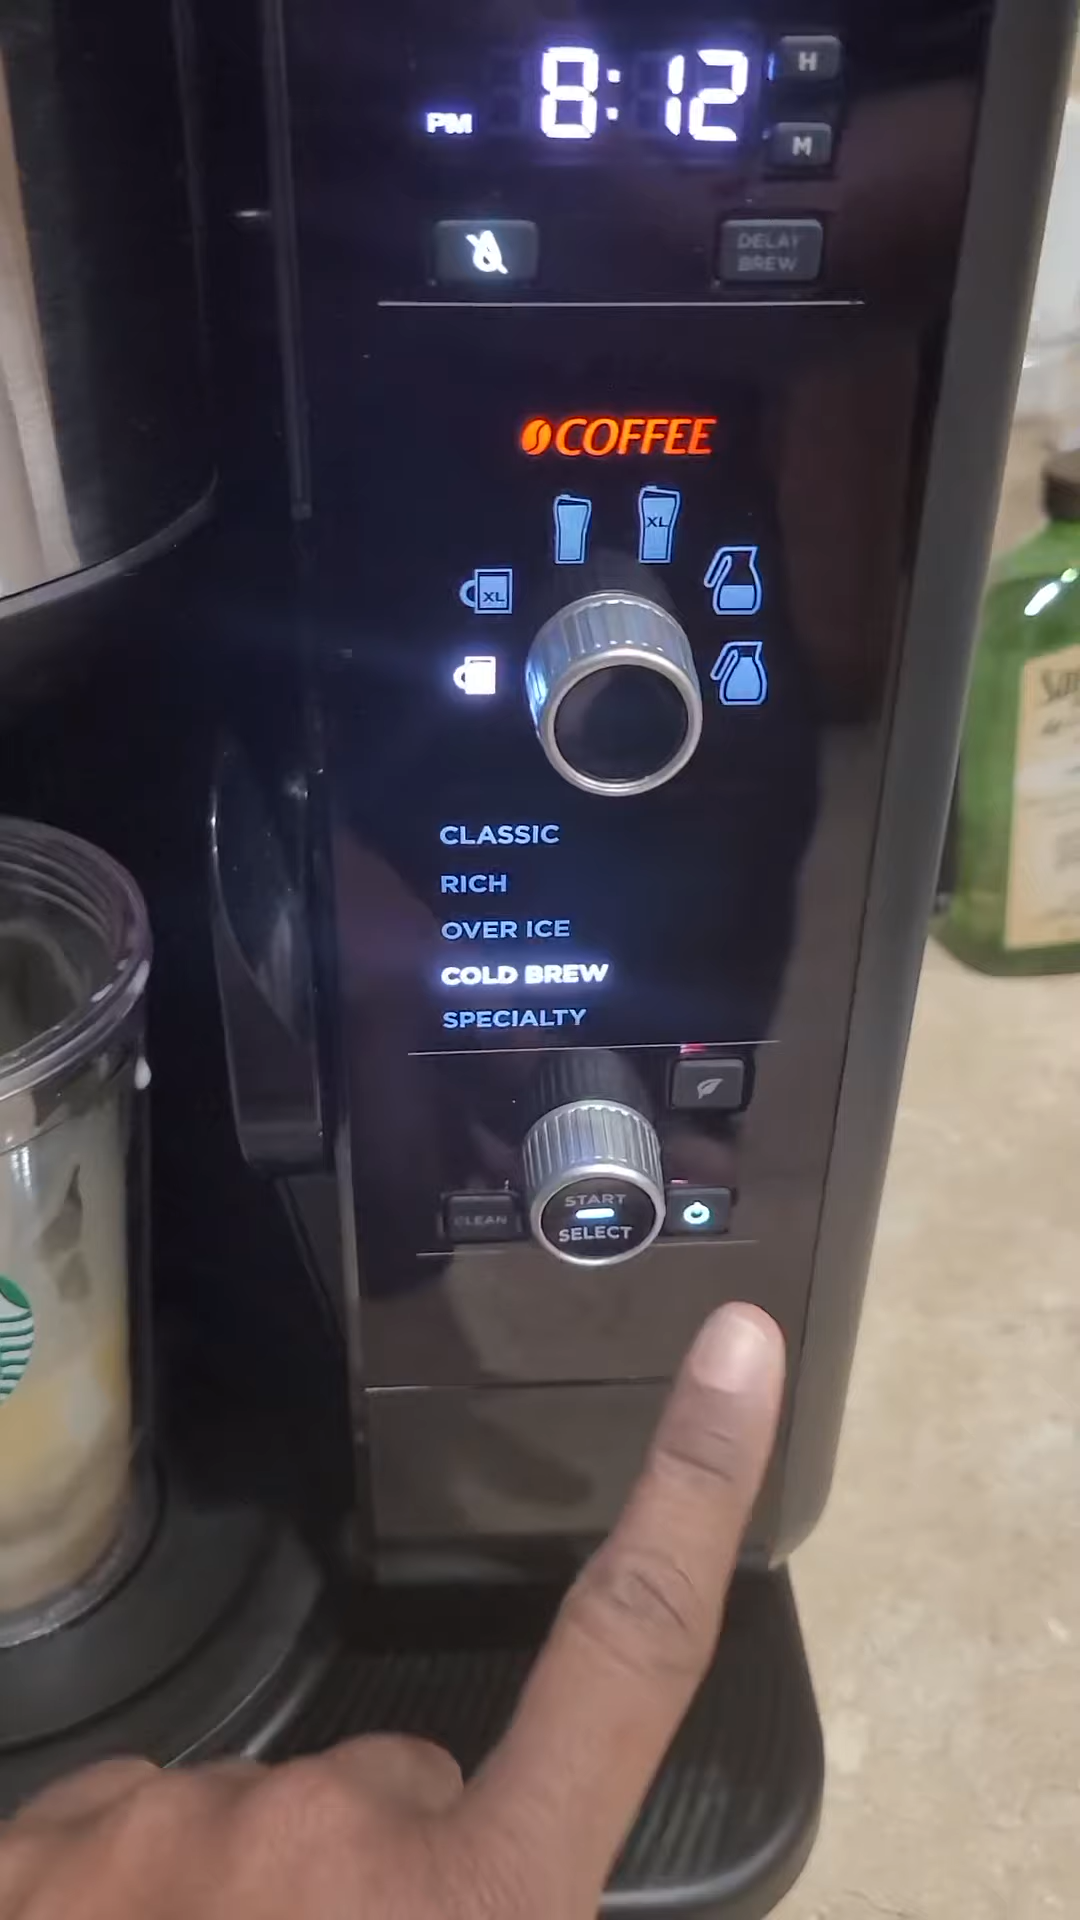 PM 8:12
H
M
DELAY
BREW
COFFEE
XL
XL
CLASSIC
RICH
OVER ICE
COLD BREW
SPECIALTY
CLEAN
START
SELECT